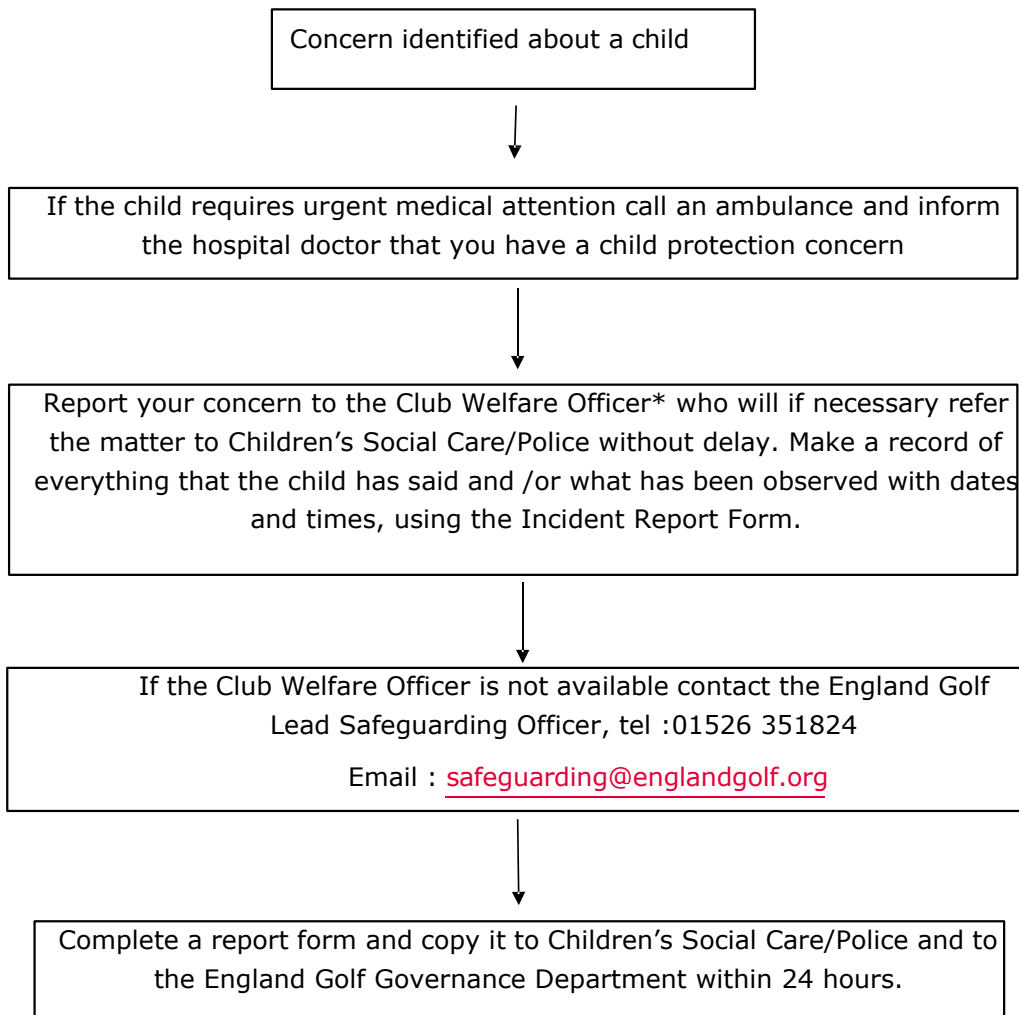 Concern identified about a child
If the child requires urgent medical attention call an ambulance and inform
the hospital doctor that you have a child protection concern
Report your concern to the Club Welfare Officer* who will if necessary refer
the matter to Children’s Social Care/Police without delay. Make a record of
everything that the child has said and /or what has been observed with dates
and times, using the Incident Report Form.
If the Club Welfare Officer is not available contact the England Golf
Lead Safeguarding Officer, tel :01526 351824
Email : safeguarding@englandgolf.org
Complete a report form and copy it to Children’s Social Care/Police and to
the England Golf Governance Department within 24 hours.